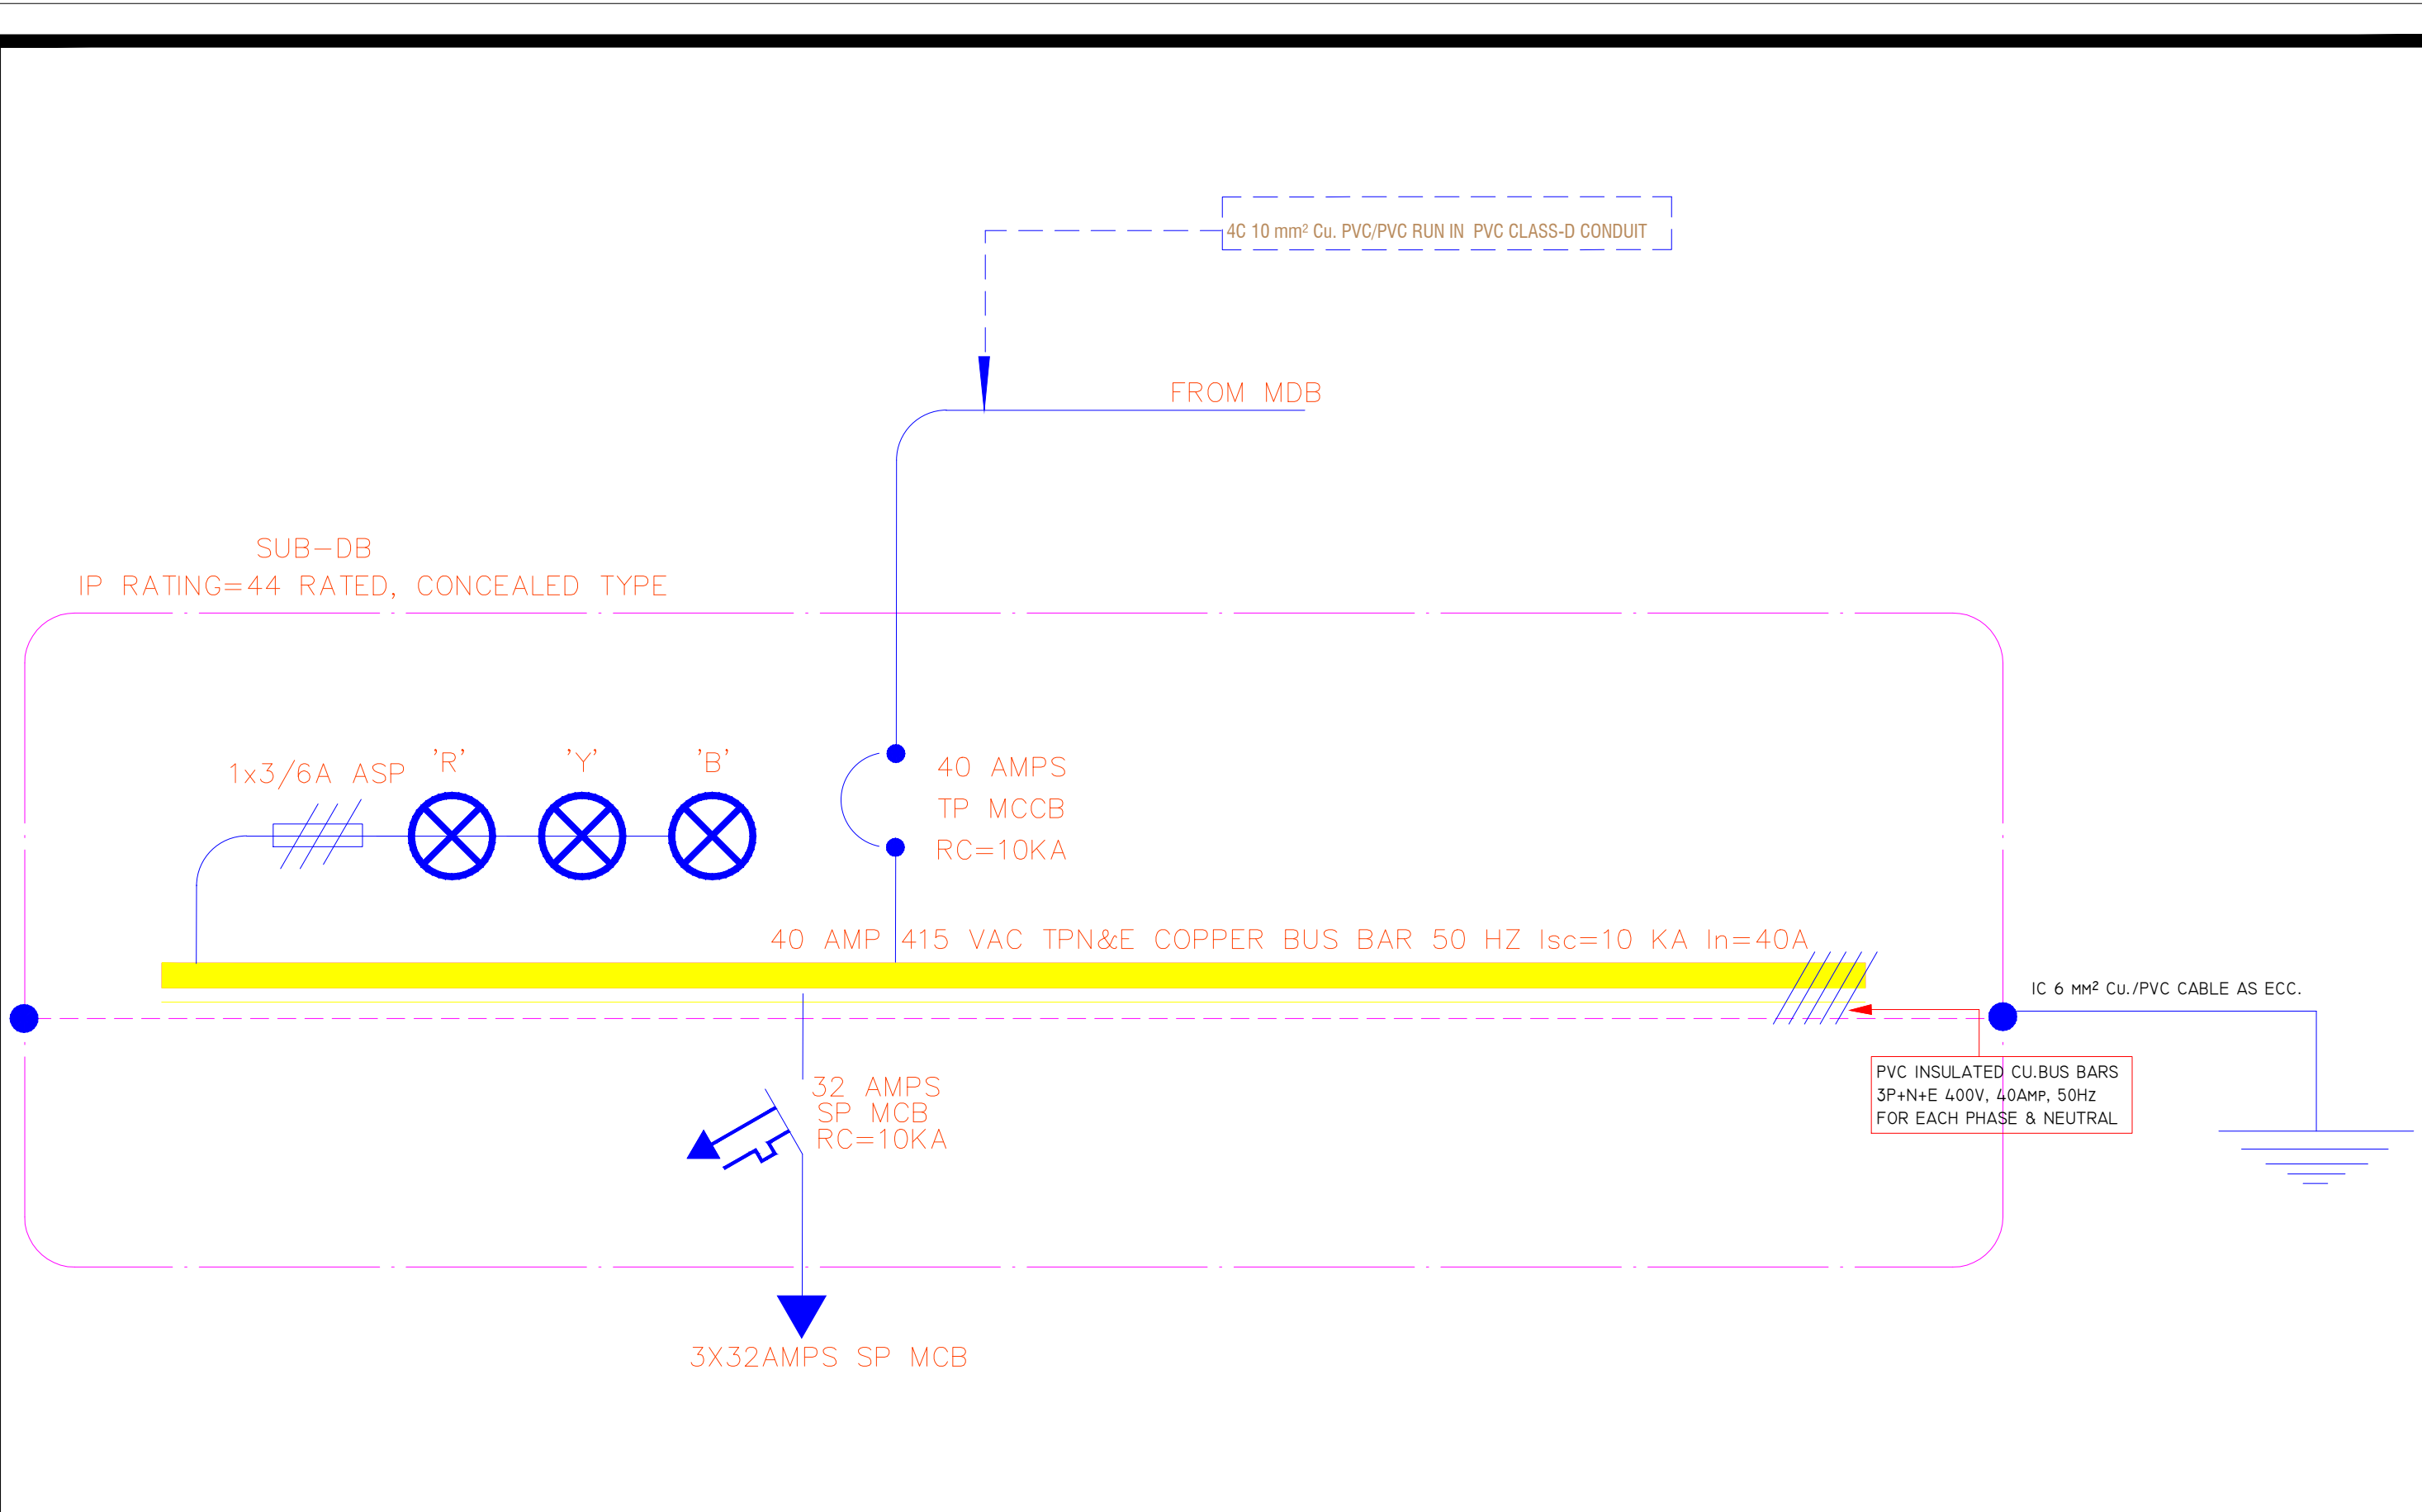 4C 10 mm² Cu. PVC/PVC RUN IN PVC CLASS-D CONDUIT
FROM MDB
SUB-DB
IP RATING=44 RATED, CONCEALED TYPE
1x3/6A ASP 'R' 'Y' 'B'
40 AMPS
TP MCCB
RC=10KA
40 AMP 415 VAC TPN&E COPPER BUS BAR 50 HZ Isc=10 KA In=40A
IC 6 MM² CU./PVC CABLE AS ECC.
PVC INSULATED CU.BUS BARS
3P+N+E 400V, 40AMP, 50HZ
FOR EACH PHASE & NEUTRAL
32 AMPS
SP MCB
RC=10KA
3X32AMPS SP MCB